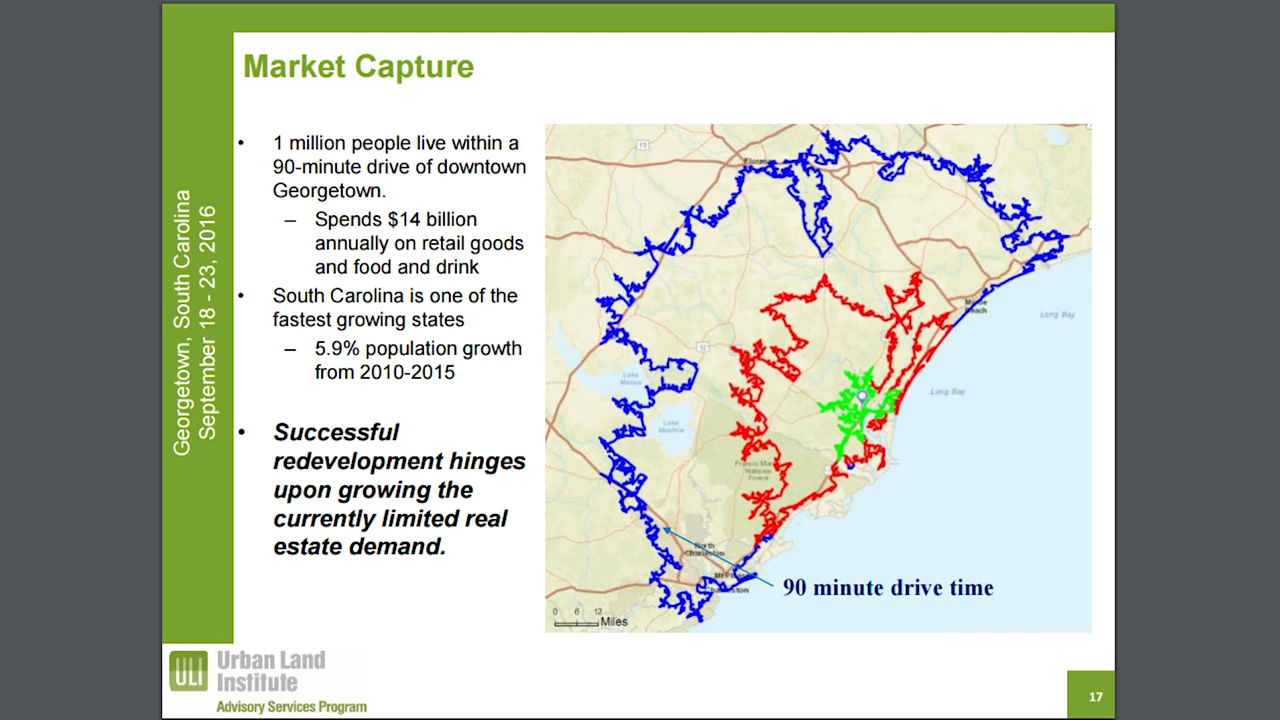 Market Capture
Georgetown, South Carolina
September 18 - 23, 2016
• 1 million people live within a
90-minute drive of downtown
Georgetown.
– Spends $14 billion
annually on retail goods
and food and drink
• South Carolina is one of the
fastest growing states
– 5.9% population growth
from 2010-2015
• Successful
redevelopment hinges
upon growing the
currently limited real
estate demand.
Long Bay
Long Bay
Lake
Lake
National
Forest
North
Charleston
90 minute drive time
0 6 12
Miles
ULI
Urban Land
Institute
Advisory Services Program
17